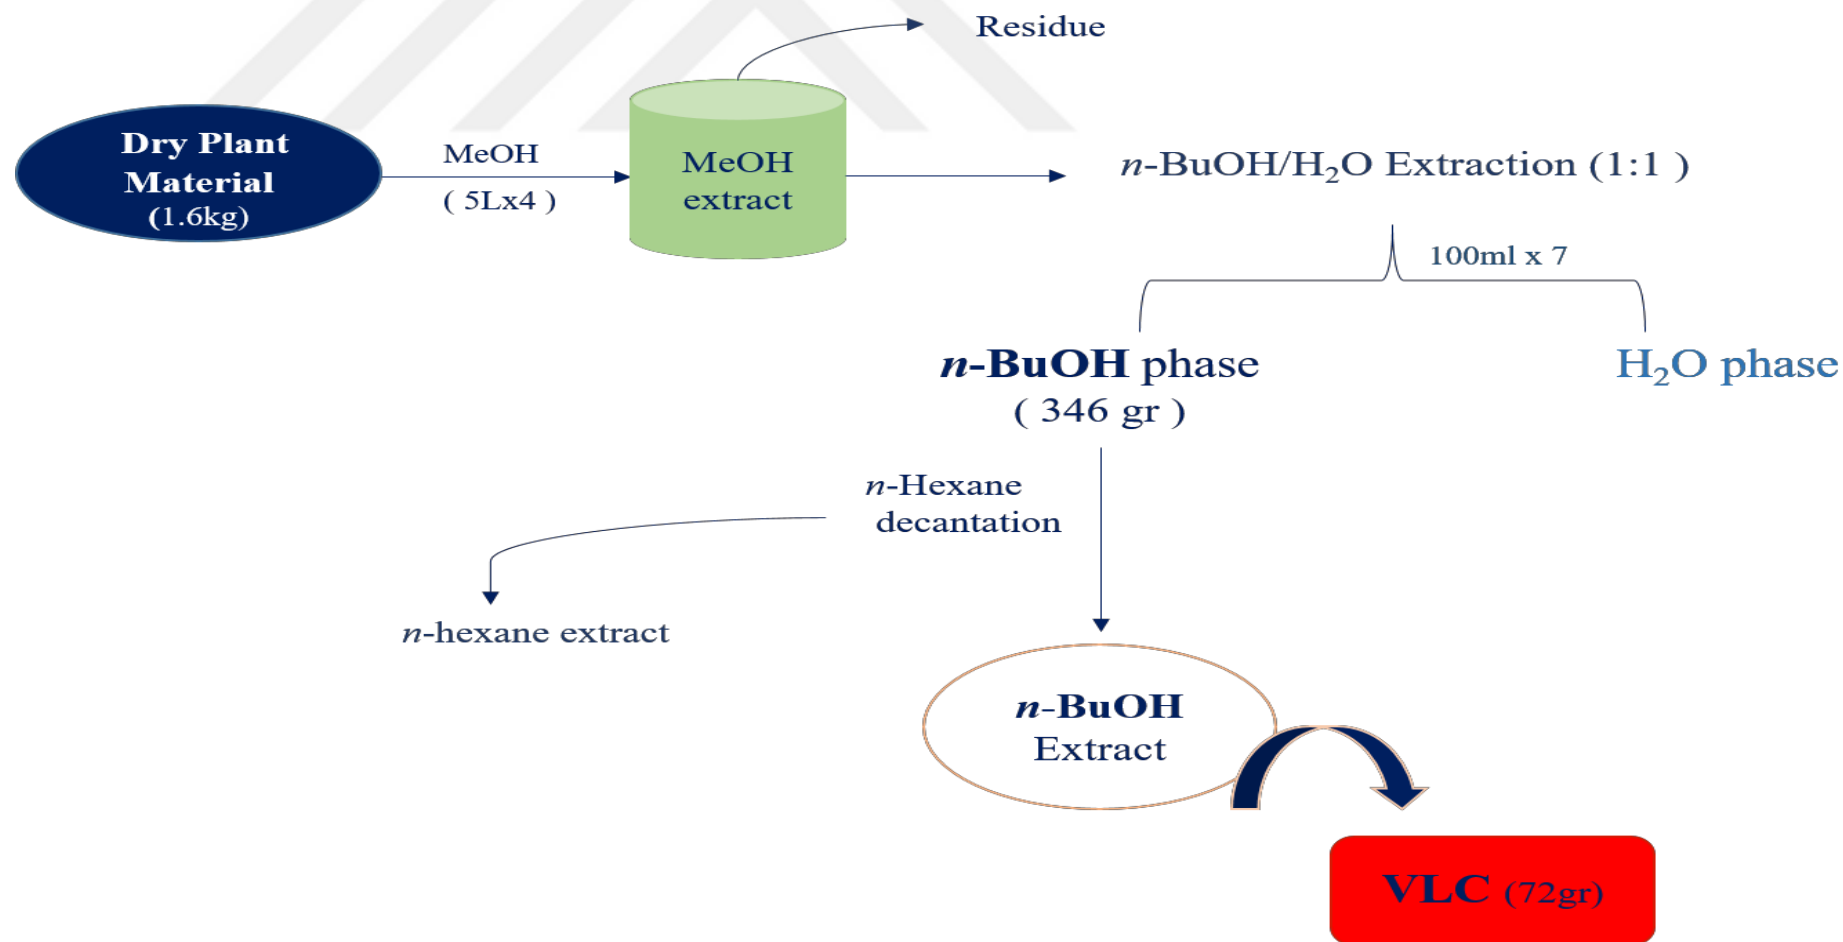 Residue
Dry Plant
Material
(1.6kg)
MeOH
( 5Lx4 )
MeOH
extract
n-BuOH/H₂O Extraction (1:1 )
100ml x 7
n-BuOH phase
( 346 gr )
H₂O phase
n-Hexane
decantation
n-hexane extract
n-BuOH
Extract
VLC (72gr)